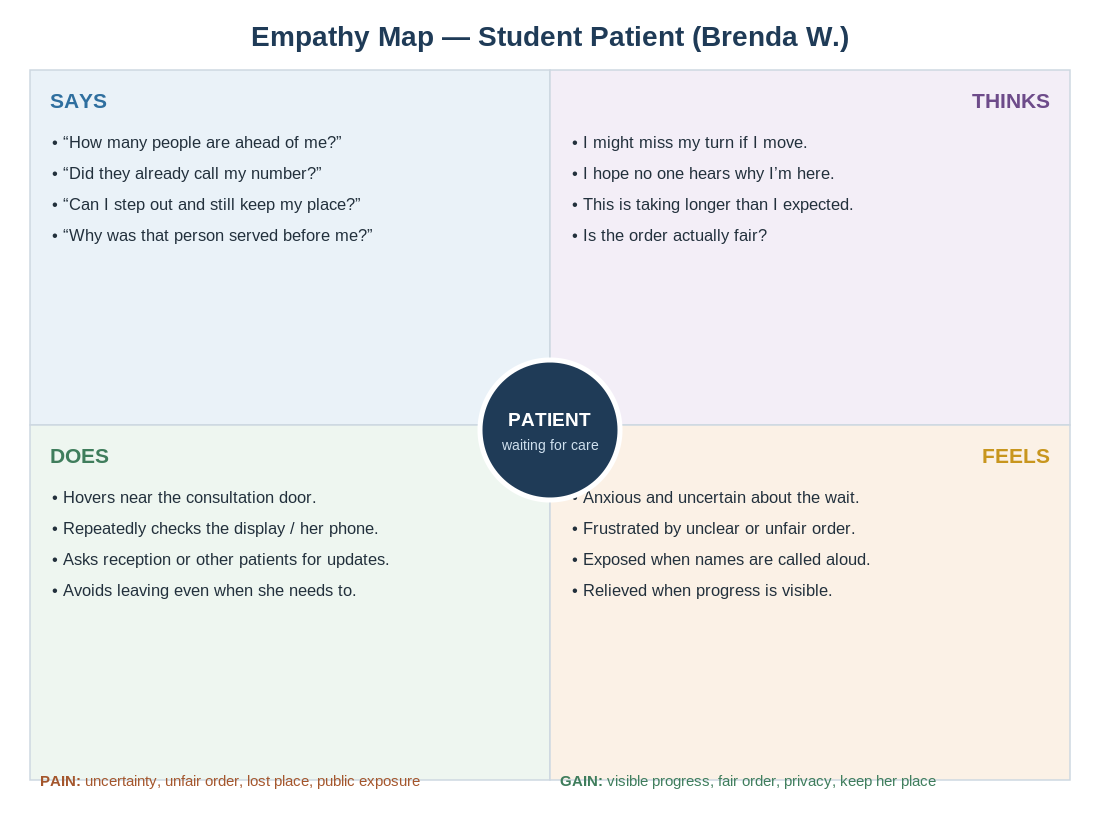 Empathy Map — Student Patient (Brenda W.)
SAYS
• “How many people are ahead of me?”
• “Did they already call my number?”
• “Can I step out and still keep my place?”
• “Why was that person served before me?”
THINKS
• I might miss my turn if I move.
• I hope no one hears why I’m here.
• This is taking longer than I expected.
• Is the order actually fair?
PATIENT
waiting for care
DOES
• Hovers near the consultation door.
• Repeatedly checks the display / her phone.
• Asks reception or other patients for updates.
• Avoids leaving even when she needs to.
FEELS
• Anxious and uncertain about the wait.
• Frustrated by unclear or unfair order.
• Exposed when names are called aloud.
• Relieved when progress is visible.
PAIN: uncertainty, unfair order, lost place, public exposure
GAIN: visible progress, fair order, privacy, keep her place